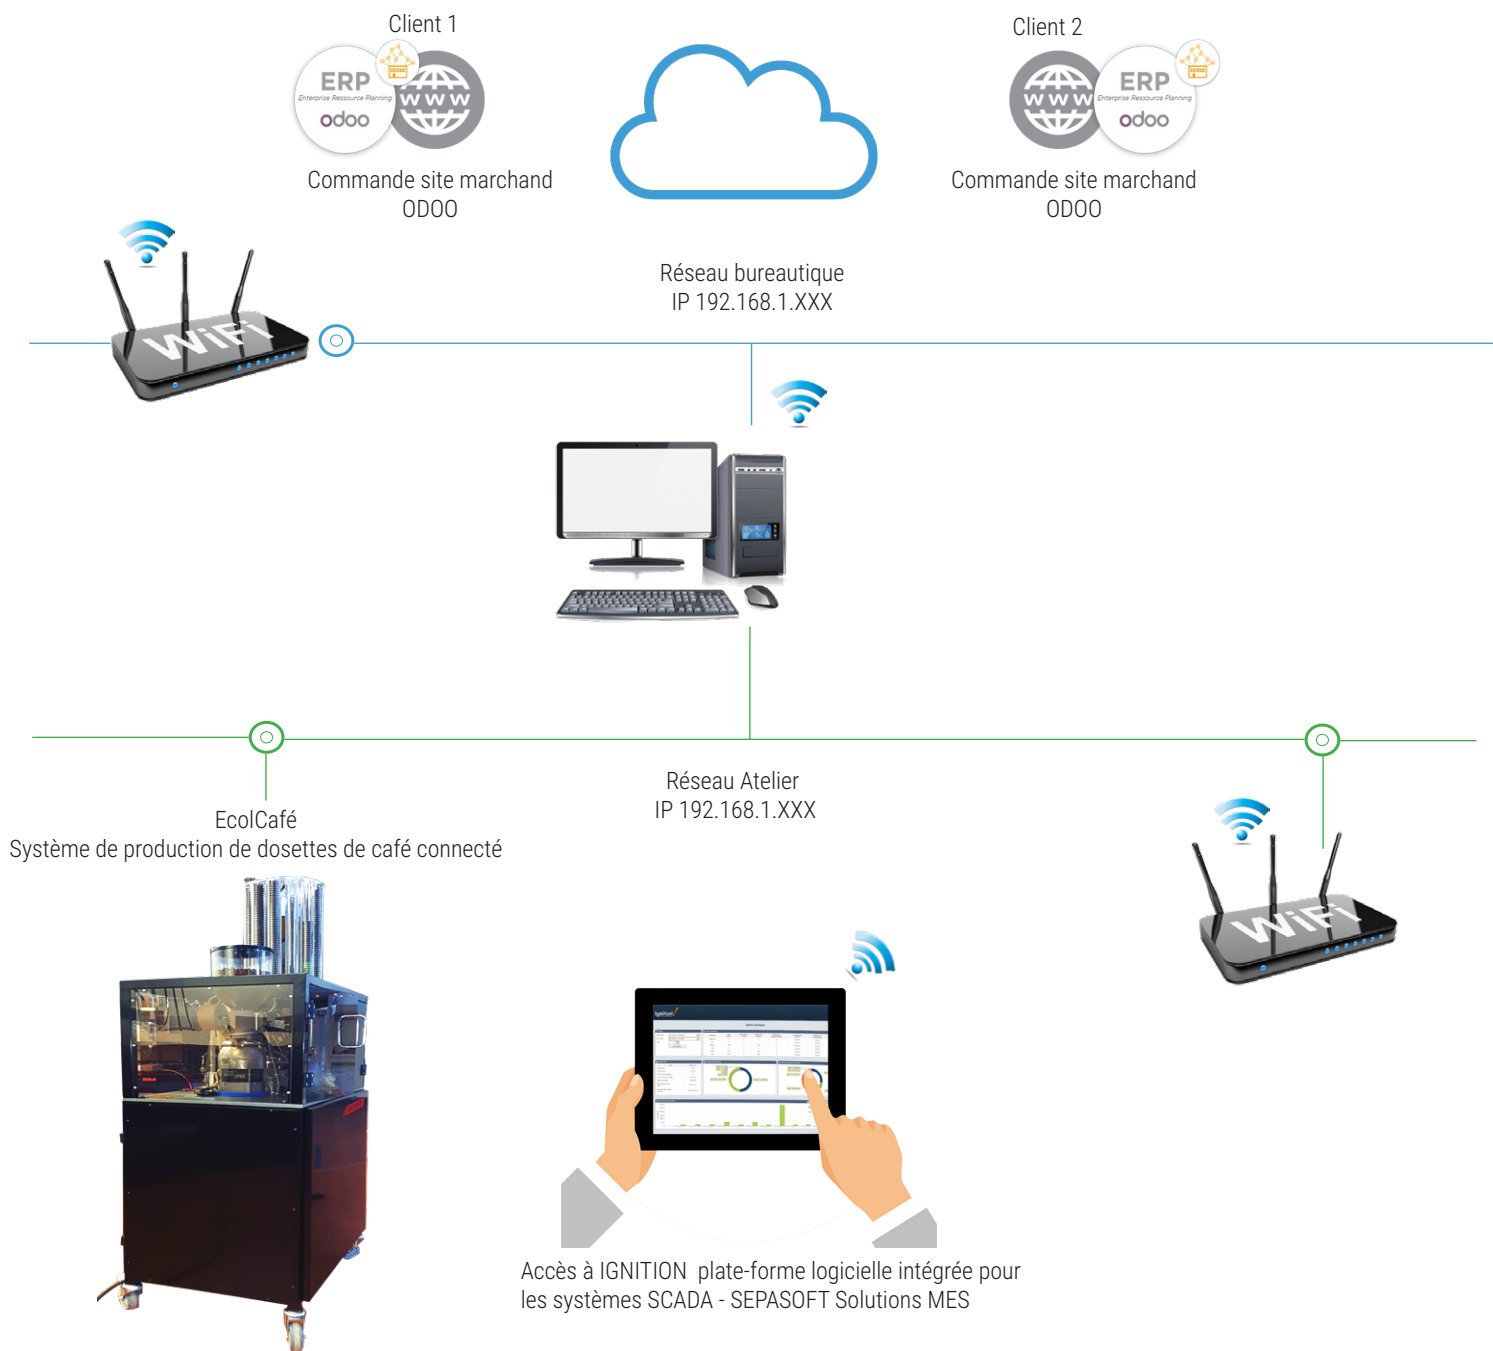 Client 1
Client 2
ERP
Enterprise Ressource Planning
odoo
WWW
WWW
ERP
Enterprise Ressource Planning
odoo
Commande site marchand
ODOO
Commande site marchand
ODOO
Réseau bureautique
IP 192.168.1.XXX
WiFi
Réseau Atelier
IP 192.168.1.XXX
EcolCafé
Système de production de dosettes de café connecté
WiFi
Ignition
Accès à IGNITION plate-forme logicielle intégrée pour
les systèmes SCADA - SEPASOFT Solutions MES